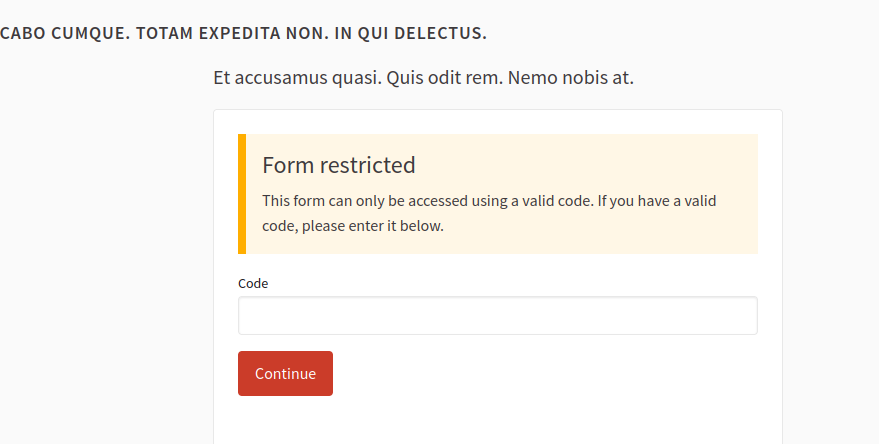 CABO CUMQUE. TOTAM EXPEDITA NON. IN QUI DELECTUS.
Et accusamus quasi. Quis odit rem. Nemo nobis at.
Form restricted
This form can only be accessed using a valid code. If you have a valid
code, please enter it below.
Code
Continue